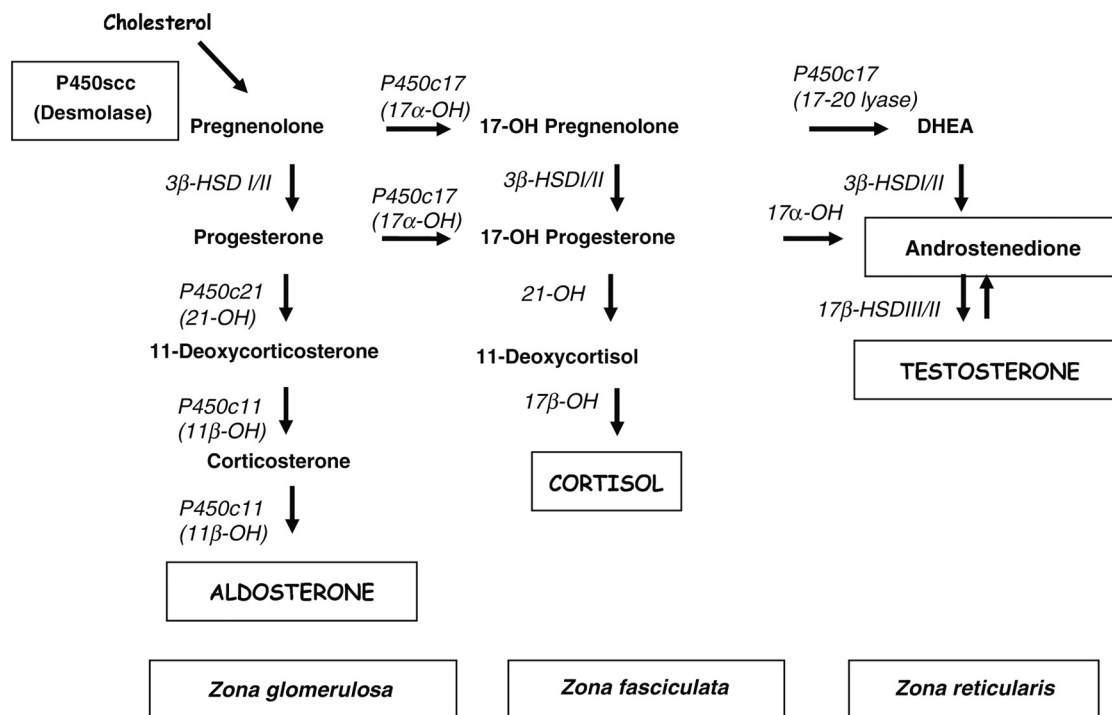 Cholesterol
P450scc
(Desmolase)
P450c17
(17α-OH)
P450c17
(17-20 lyase)
Pregnenolone
17-OH Pregnenolone
DHEA
3β-HSD I/II
3β-HSDI/II
3β-HSDI/II
P450c17
(17α-OH)
17α-OH
Progesterone
17-OH Progesterone
Androstenedione
P450c21
(21-OH)
21-OH
17β-HSDIII/II
11-Deoxycorticosterone
11-Deoxycortisol
TESTOSTERONE
P450c11
(11β-OH)
17β-OH
Corticosterone
CORTISOL
P450c11
(11β-OH)
ALDOSTERONE
Zona glomerulosa
Zona fasciculata
Zona reticularis